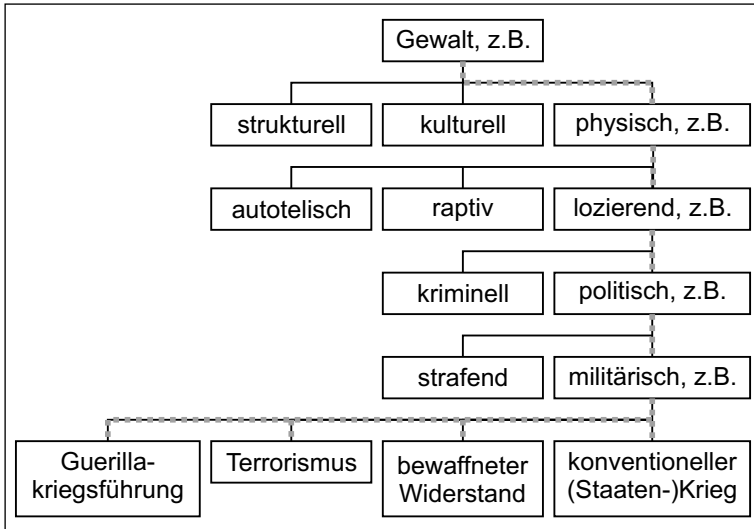 Gewalt, z.B.
strukturell
kulturell
physisch, z.B.
autotelisch
raptiv
lozierend, z.B.
kriminell
politisch, z.B.
strafend
militärisch, z.B.
Guerilla-
kriegsführung
Terrorismus
bewaffneter
Widerstand
konventioneller
(Staaten-)Krieg